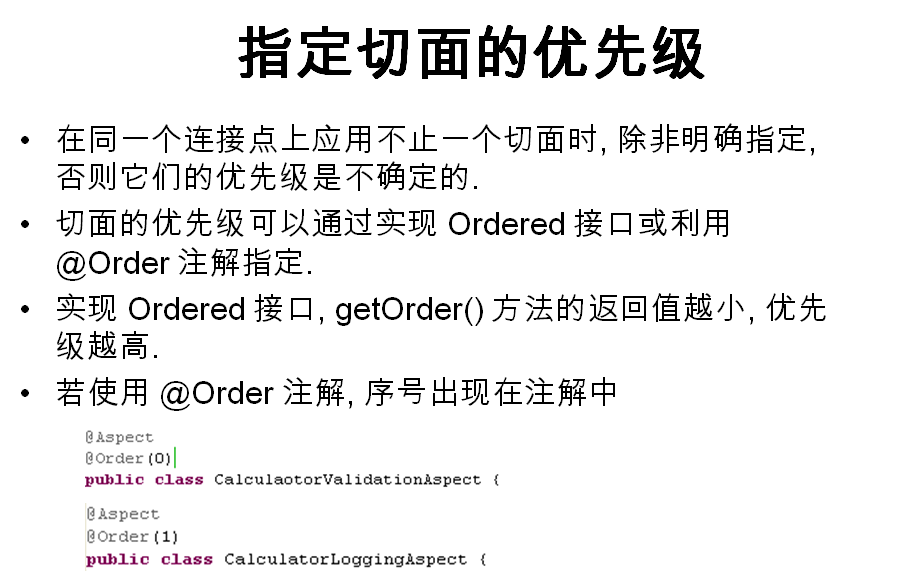 指定切面的优先级
• 在同一个连接点上应用不止一个切面时, 除非明确指定,
否则它们的优先级是不确定的.
• 切面的优先级可以通过实现 Ordered 接口或利用
@Order 注解指定.
• 实现 Ordered 接口, getOrder() 方法的返回值越小, 优先
级越高.
• 若使用 @Order 注解, 序号出现在注解中
@Aspect
@Order(0)
public class CalculaotorValidationAspect {
@Aspect
@Order(1)
public class CalculatorLoggingAspect {